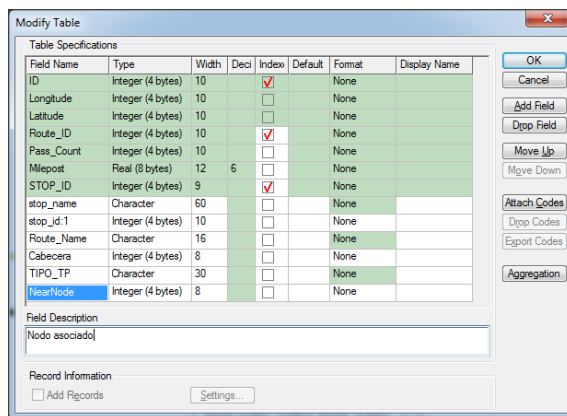 Modify Table
Table Specifications
Field Name Type Width Deci Index Default Format Display Name
ID Integer (4 bytes) 10 None
Longitude Integer (4 bytes) 10 None
Latitude Integer (4 bytes) 10 None
Route_ID Integer (4 bytes) 10 None
Pass_Count Integer (4 bytes) 10 None
Milepost Real (8 bytes) 12 6 None
STOP_ID Integer (4 bytes) 9 None
stop_name Character 60 None
stop_id:1 Integer (4 bytes) 10 None
Route_Name Character 16 None
Cabecera Integer (4 bytes) 8 None
TIPO_TP Character 30 None
NearNode Integer (4 bytes) 8 None
Field Description
Nodo asociado
Record Information
Add Records Settings...
OK
Cancel
Add Field
Drop Field
Move Up
Move Down
Attach Codes
Drop Codes
Export Codes
Aggregation